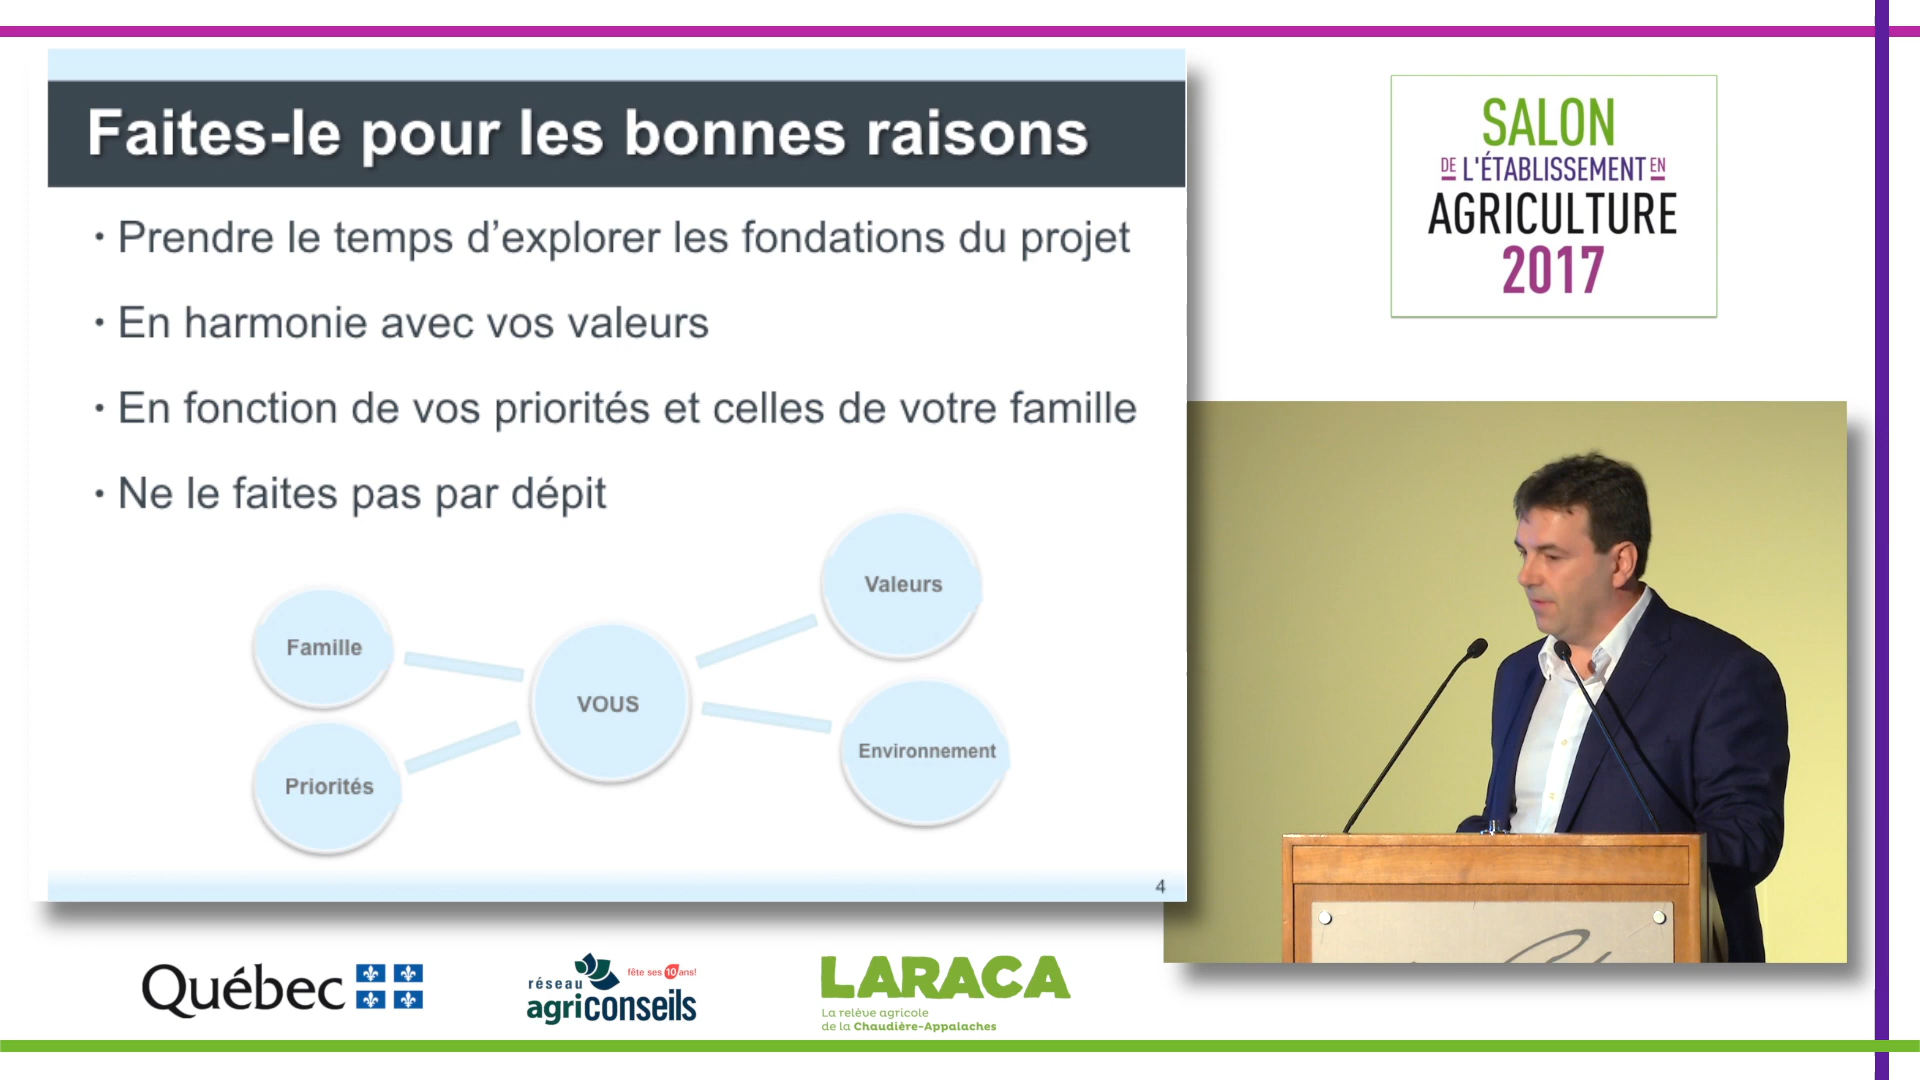 Faites-le pour les bonnes raisons
• Prendre le temps d’explorer les fondations du projet
• En harmonie avec vos valeurs
• En fonction de vos priorités et celles de votre famille
• Ne le faites pas par dépit
Famille
Priorités
VOUS
Valeurs
Environnement
4
SALON
DE L'ÉTABLISSEMENT EN
AGRICULTURE
2017
Québec
réseau
agriconseils
fête ses 10 ans!
LARACA
La relève agricole
de la Chaudière-Appalaches